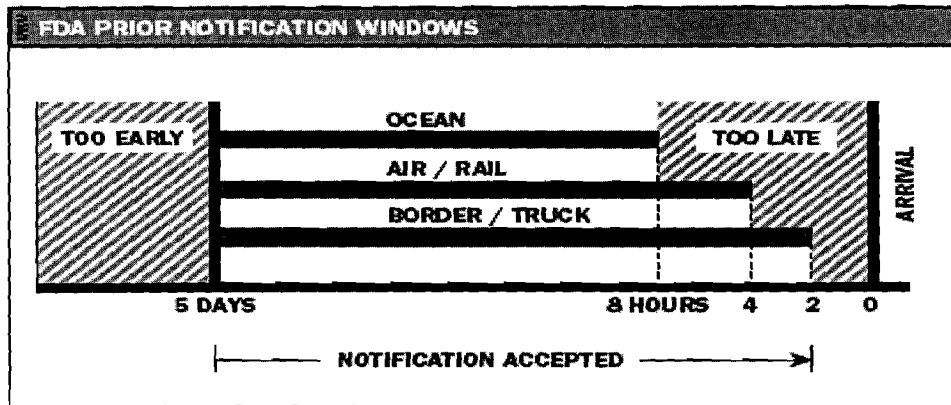 FDA PRIOR NOTIFICATION WINDOWS
OCEAN
TOO EARLY
TOO LATE
AIR / RAIL
BORDER / TRUCK
ARRIVAL
5 DAYS 8 HOURS 4 2 0
NOTIFICATION ACCEPTED